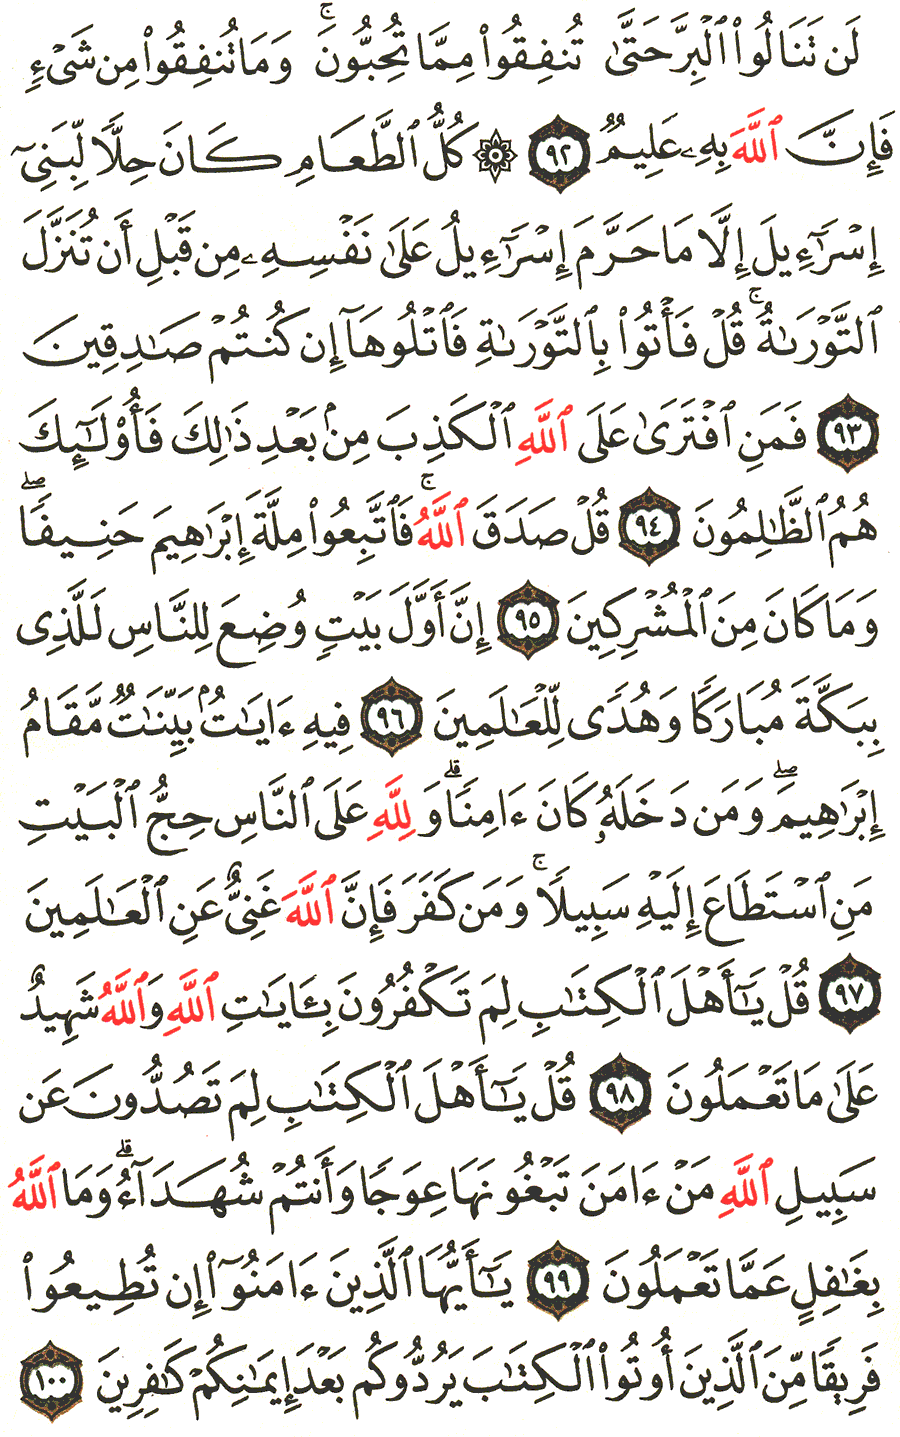 لَن تَنَالُوا۟ ٱلْبِرَّ حَتَّىٰ تُنفِقُوا۟ مِمَّا تُحِبُّونَ ۚ وَمَا تُنفِقُوا۟ مِن شَىْءٍ
فَإِنَّ ٱللَّهَ بِهِۦ عَلِيمٌ ٩٢ ۞ كُلُّ ٱلطَّعَامِ كَانَ حِلًّا لِّبَنِىٓ
إِسْرَٰٓءِيلَ إِلَّا مَا حَرَّمَ إِسْرَٰٓءِيلُ عَلَىٰ نَفْسِهِۦ مِن قَبْلِ أَن تُنَزَّلَ
ٱلتَّوْرَىٰةُ ۗ قُلْ فَأْتُوا۟ بِٱلتَّوْرَىٰةِ فَٱتْلُوهَآ إِن كُنتُمْ صَـٰدِقِينَ
٩٣ فَمَنِ ٱفْتَرَىٰ عَلَى ٱللَّهِ ٱلْكَذِبَ مِنۢ بَعْدِ ذَٰلِكَ فَأُو۟لَـٰٓئِكَ
هُمُ ٱلظَّـٰلِمُونَ ٩٤ قُلْ صَدَقَ ٱللَّهُ ۗ فَٱتَّبِعُوا۟ مِلَّةَ إِبْرَٰهِيمَ حَنِيفًا ۖ
وَمَا كَانَ مِنَ ٱلْمُشْرِكِينَ ٩٥ إِنَّ أَوَّلَ بَيْتٍ وُضِعَ لِلنَّاسِ لَلَّذِى
بِبَكَّةَ مُبَارَكًا وَهُدًى لِّلْعَـٰلَمِينَ ٩٦ فِيهِ ءَايَـٰتٌۢ بَيِّنَـٰتٌ مَّقَامُ
إِبْرَٰهِيمَ ۖ وَمَن دَخَلَهُۥ كَانَ ءَامِنًا ۗ وَلِلَّهِ عَلَى ٱلنَّاسِ حِجُّ ٱلْبَيْتِ
مَنِ ٱسْتَطَاعَ إِلَيْهِ سَبِيلًا ۚ وَمَن كَفَرَ فَإِنَّ ٱللَّهَ غَنِىٌّ عَنِ ٱلْعَـٰلَمِينَ
٩٧ قُلْ يَـٰٓأَهْلَ ٱلْكِتَـٰبِ لِمَ تَكْفُرُونَ بِـَٔايَـٰتِ ٱللَّهِ وَٱللَّهُ شَهِيدٌ
عَلَىٰ مَا تَعْمَلُونَ ٩٨ قُلْ يَـٰٓأَهْلَ ٱلْكِتَـٰبِ لِمَ تَصُدُّونَ عَن
سَبِيلِ ٱللَّهِ مَنْ ءَامَنَ تَبْغُونَهَا عِوَجًا وَأَنتُمْ شُهَدَآءُ ۗ وَمَا ٱللَّهُ
بِغَـٰفِلٍ عَمَّا تَعْمَلُونَ ٩٩ يَـٰٓأَيُّهَا ٱلَّذِينَ ءَامَنُوٓا۟ إِن تُطِيعُوا۟
فَرِيقًا مِّنَ ٱلَّذِينَ أُوتُوا۟ ٱلْكِتَـٰبَ يَرُدُّوكُم بَعْدَ إِيمَـٰنِكُمْ كَـٰفِرِينَ ١٠٠